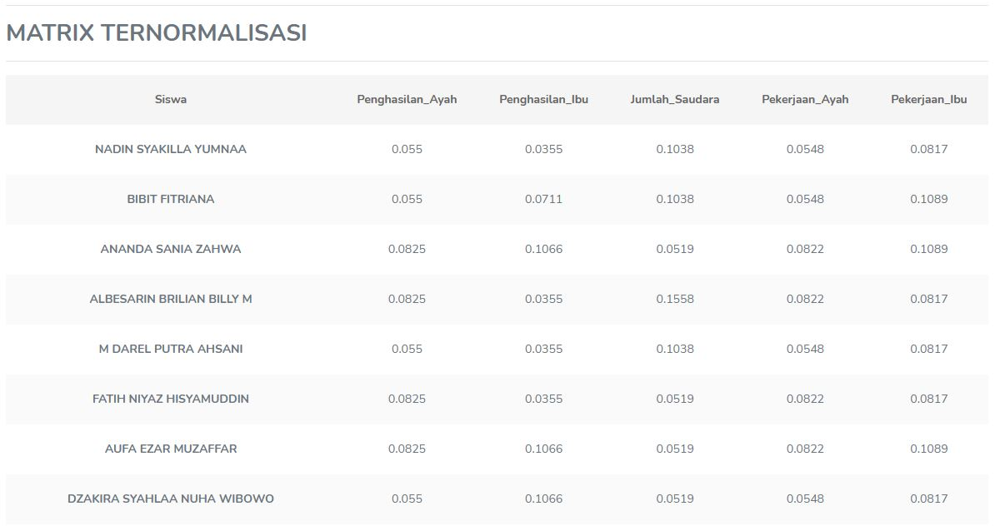 MATRIX TERNORMALISASI
Siswa Penghasilan_Ayah Penghasilan_Ibu Jumlah_Saudara Pekerjaan_Ayah Pekerjaan_Ibu
NADIN SYAKILLA YUMNAA 0.055 0.0355 0.1038 0.0548 0.0817
BIBIT FITRIANA 0.055 0.0711 0.1038 0.0548 0.1089
ANANDA SANIA ZAHWA 0.0825 0.1066 0.0519 0.0822 0.1089
ALBESARIN BRILIAN BILLY M 0.0825 0.0355 0.1558 0.0822 0.0817
M DAREL PUTRA AHSANI 0.055 0.0355 0.1038 0.0548 0.0817
FATIH NIYAZ HISYAMUDDIN 0.0825 0.0355 0.0519 0.0822 0.0817
AUFA EZAR MUZAFFAR 0.0825 0.1066 0.0519 0.0822 0.1089
DZAKIRA SYAHLAA NUHA WIBOWO 0.055 0.1066 0.0519 0.0548 0.0817